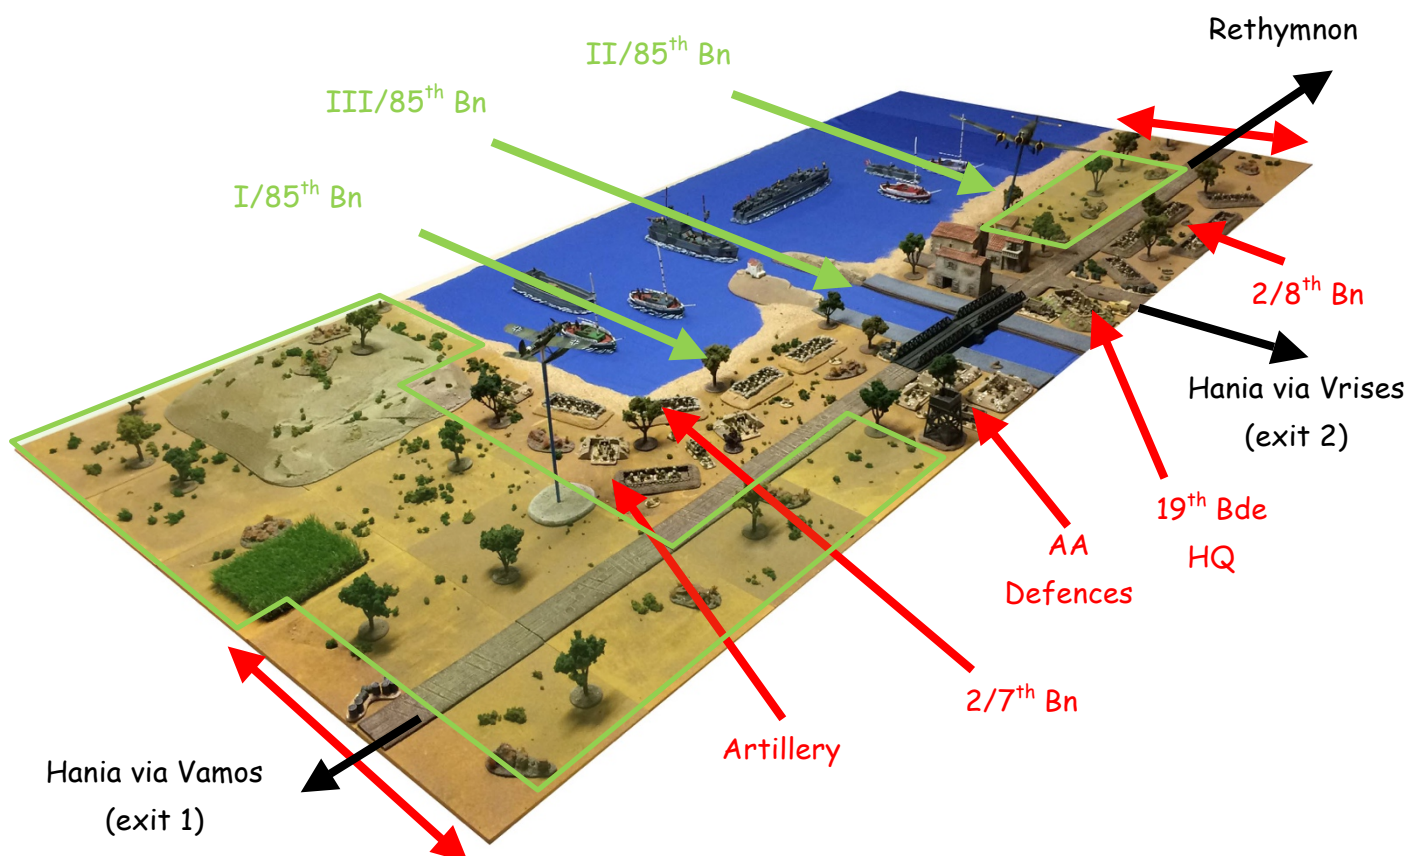 Rethymnon
II/85th Bn
III/85th Bn
I/85th Bn
2/8th Bn
Hania via Vrises
(exit 2)
19th Bde
HQ
AA
Defences
2/7th Bn
Artillery
Hania via Vamos
(exit 1)